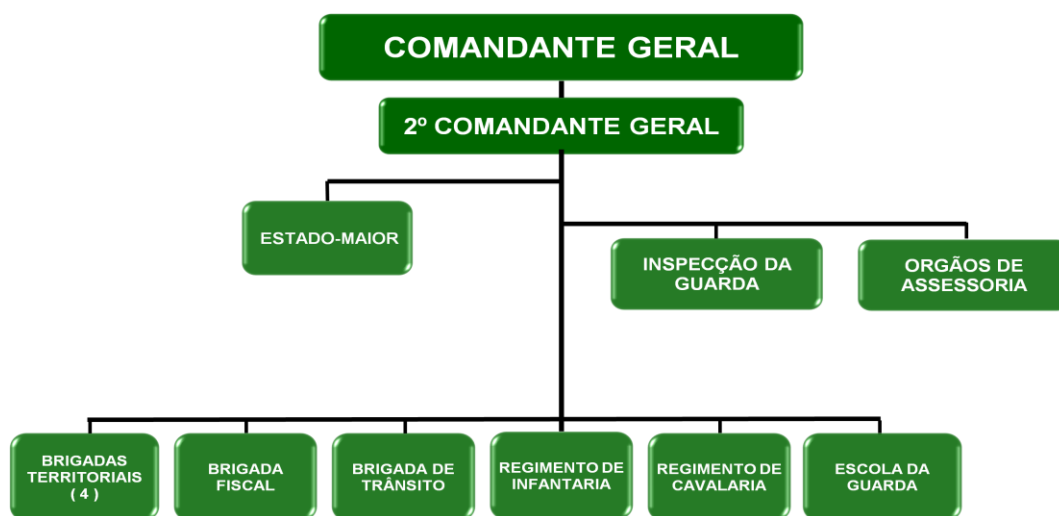 COMANDANTE GERAL
2º COMANDANTE GERAL
ESTADO-MAIOR
INSPECÇÃO DA
GUARDA
ORGÃOS DE
ASSESSORIA
BRIGADAS
TERRITORIAIS
( 4 )
BRIGADA
FISCAL
BRIGADA DE
TRÂNSITO
REGIMENTO DE
INFANTARIA
REGIMENTO DE
CAVALARIA
ESCOLA DA
GUARDA